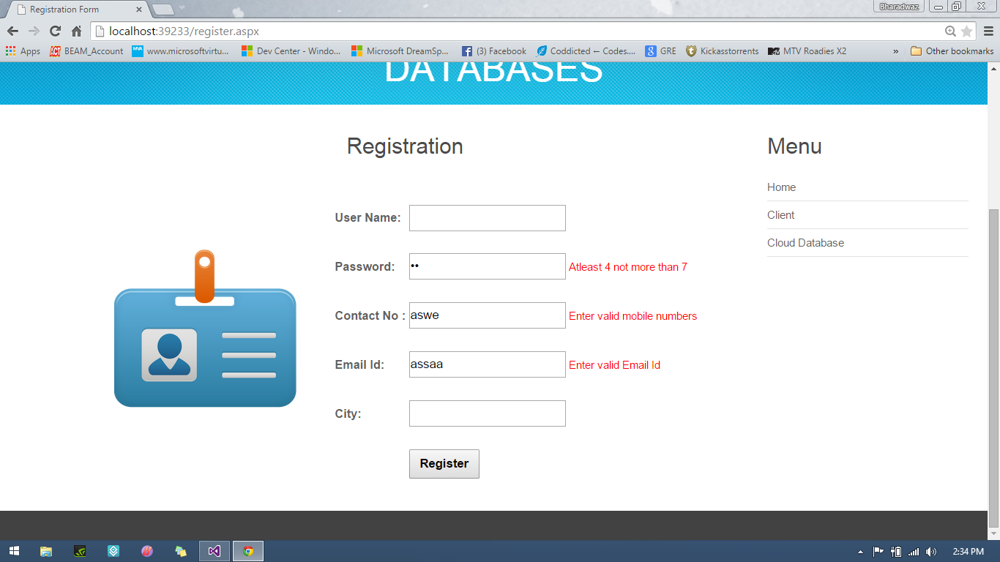 Registration Form
Bharadwaz
localhost:39233/register.aspx
Apps
BEAM_Account
www.microsoftvirtu...
Dev Center - Windo...
Microsoft DreamSp...
(3) Facebook
Coddicted ← Codes....
GRE
Kickasstorrents
MTV Roadies X2
»
Other bookmarks
DATABASES
Registration
Menu
Home
Client
Cloud Database
User Name:
Password: •• Atleast 4 not more than 7
Contact No : aswe Enter valid mobile numbers
Email Id: assaa Enter valid Email Id
City:
Register
2:34 PM